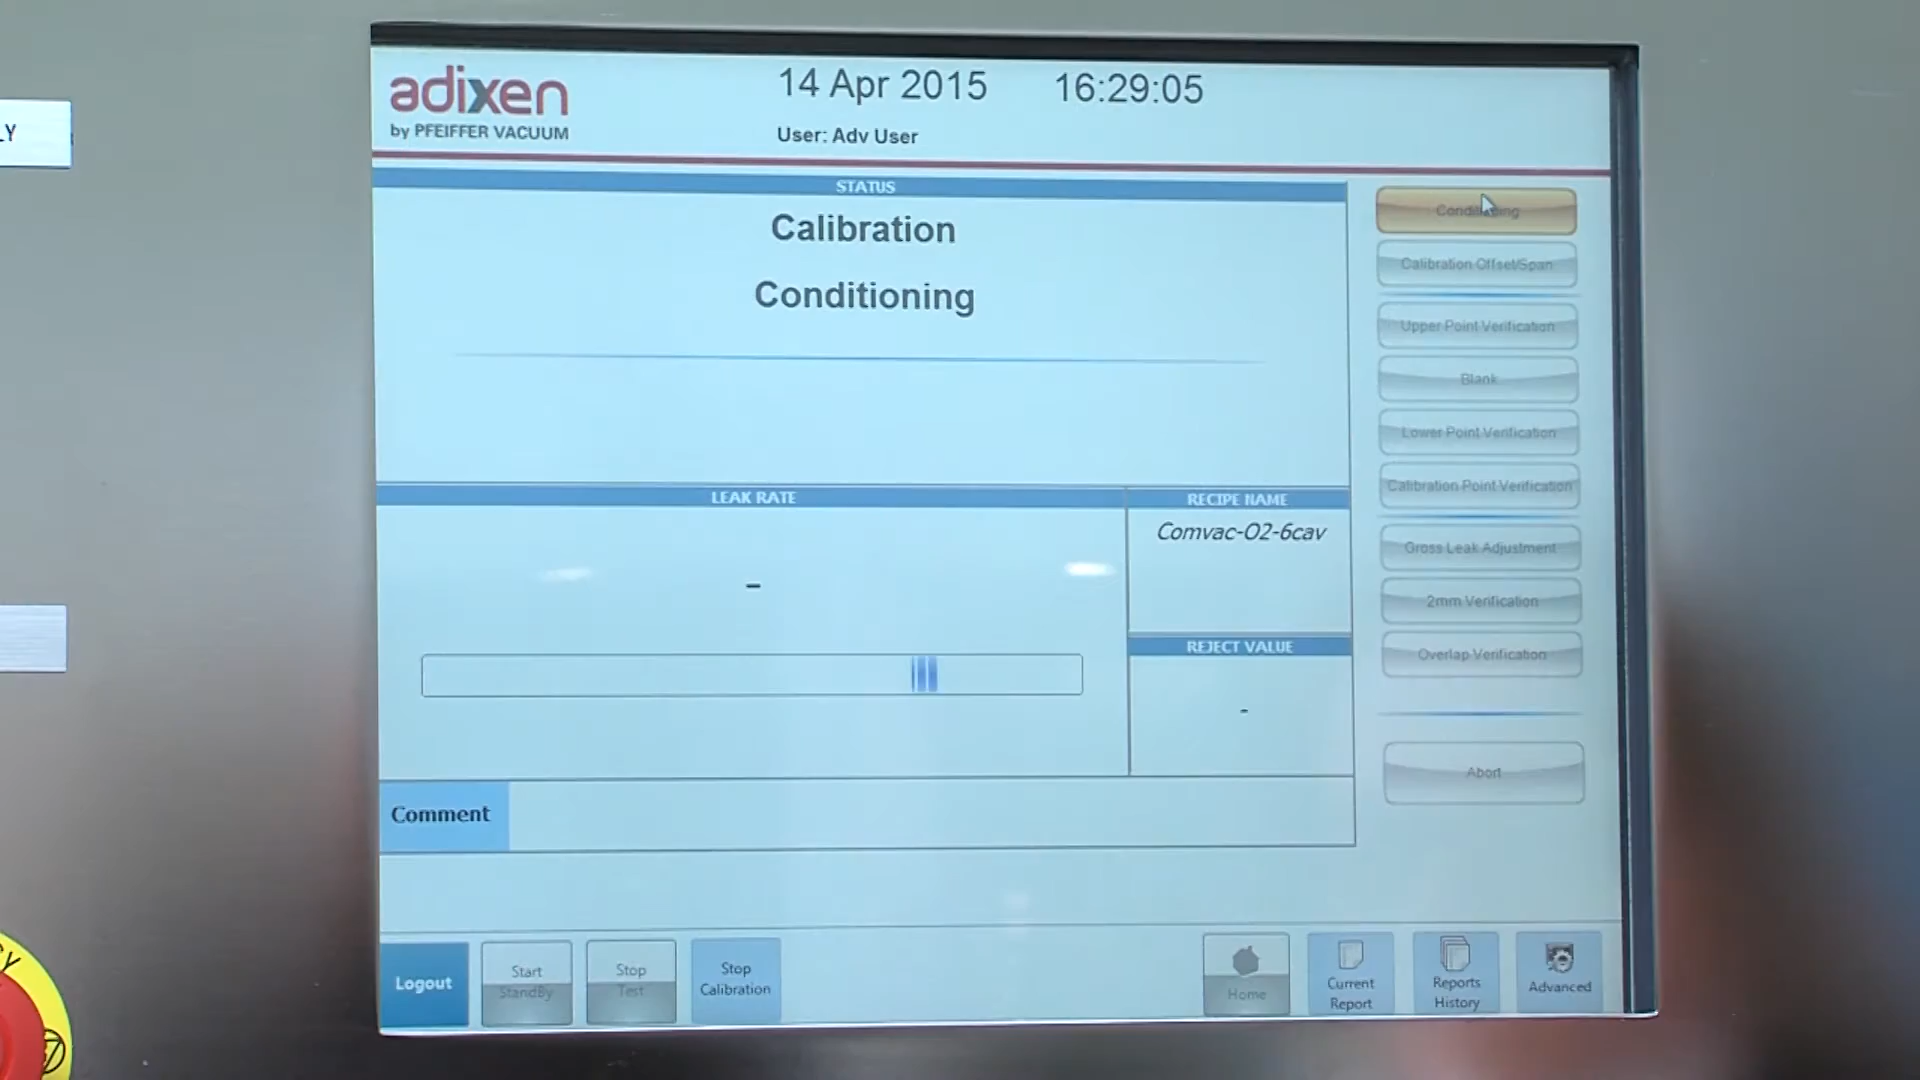 LY
adixen
by PFEIFFER VACUUM
14 Apr 2015 16:29:05
User: Adv User
STATUS
Calibration
Conditioning
LEAK RATE
-
RECIPE NAME
Comvac-O2-6cav
REJECT VALUE
-
Comment
Conditioning
Calibration Offset/Span
Upper Point Verification
Blank
Lower Point Verification
Calibration Point Verification
Gross Leak Adjustment
2mm Verification
Overlap Verification
Abort
Logout
Start
StandBy
Stop
Test
Stop
Calibration
Home
Current
Report
Reports
History
Advanced
CY